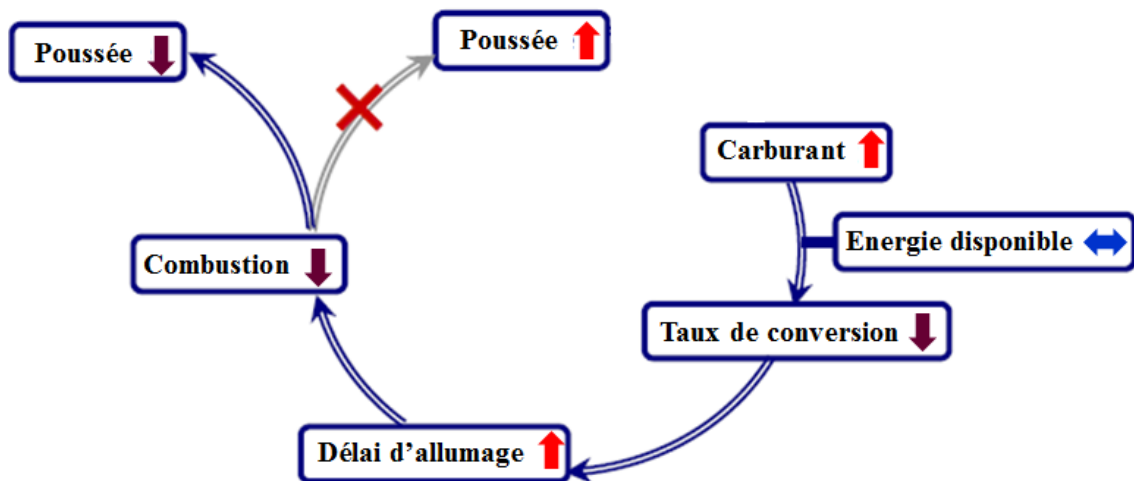 Poussée
Poussée
Carburant
Energie disponible
Combustion
Taux de conversion
Délai d’allumage